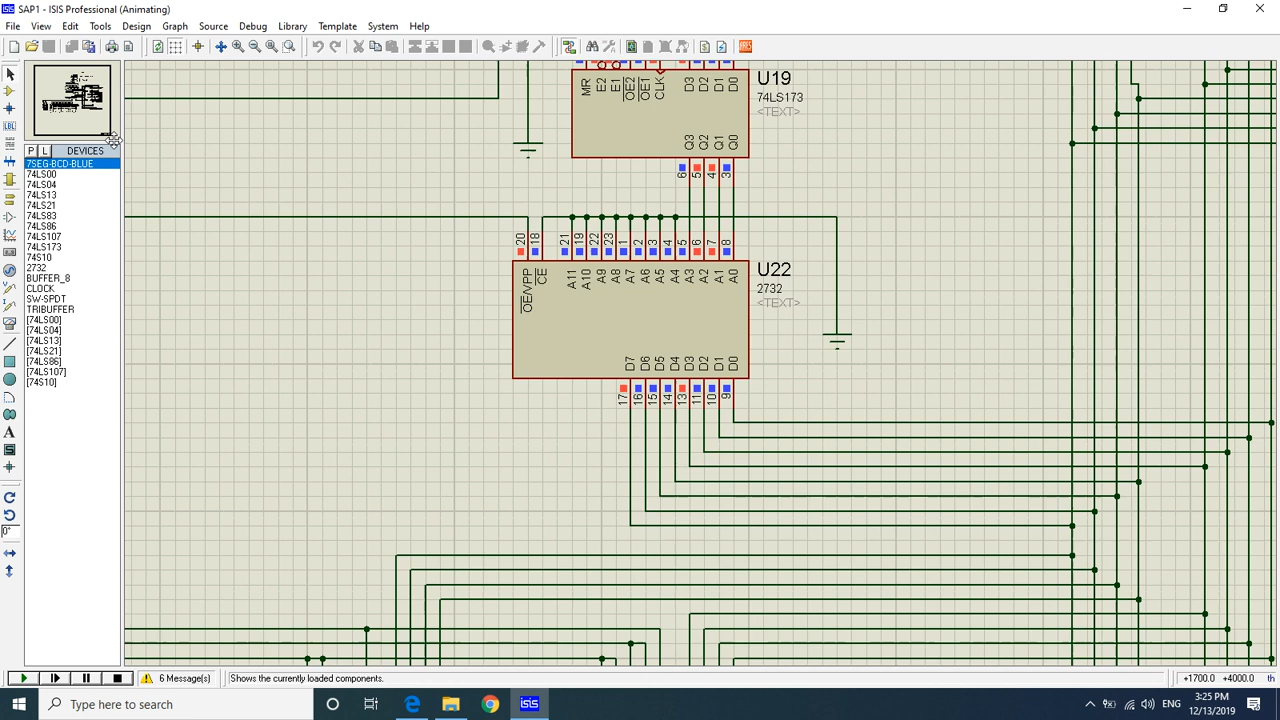 SAP1 - ISIS Professional (Animating)
File View Edit Tools Design Graph Source Debug Library Template System Help
P L DEVICES
7SEG-BCD-BLUE
74LS00
74LS04
74LS13
74LS21
74LS83
74LS86
74LS107
74LS173
74S10
2732
BUFFER_8
CLOCK
SW-SPDT
TRIBUFFER
[74LS00]
[74LS04]
[74LS13]
[74LS21]
[74LS86]
[74LS107]
[74S10]
LBL
A
0°
ISIS
MR E2 E1 OE2 OE1 CLK D3 D2 D1 D0
U19
74LS173
<TEXT>
Q3 Q2 Q1 Q0
6 5 4 3
20 18 21 19 22 23 1 2 3 4 5 6 7 8
OE/VPP CE A11 A10 A9 A8 A7 A6 A5 A4 A3 A2 A1 A0
U22
2732
<TEXT>
D7 D6 D5 D4 D3 D2 D1 D0
17 16 15 14 13 11 10 9
6 Message(s) Shows the currently loaded components. +1700.0 +4000.0 th
Type here to search
isis
ENG
3:25 PM
12/13/2019